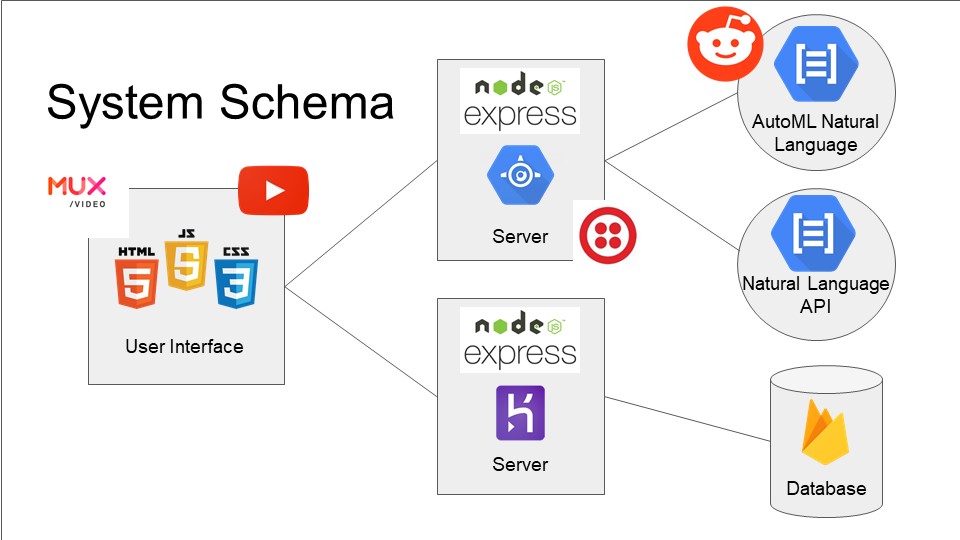 System Schema
MUX
/VIDEO
HTML
5
JS
5
CSS
3
User Interface
node
JS
express
Server
node
JS
express
Server
AutoML Natural
Language
Natural Language
API
Database